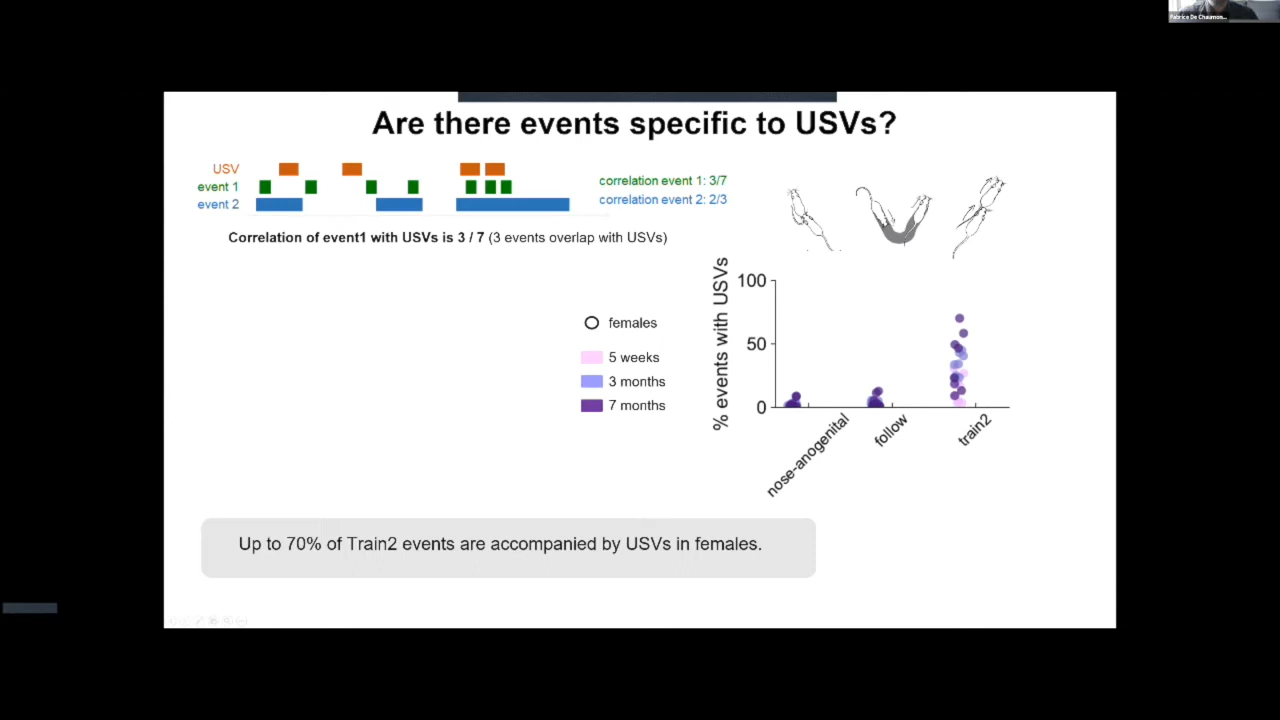 Fabrice De Chaumon...
Are there events specific to USVs?
USV
event 1
event 2
correlation event 1: 3/7
correlation event 2: 2/3
Correlation of event1 with USVs is 3 / 7 (3 events overlap with USVs)
females
5 weeks
3 months
7 months
% events with USVs
100
50
0
nose-anogenital
follow
train2
Up to 70% of Train2 events are accompanied by USVs in females.